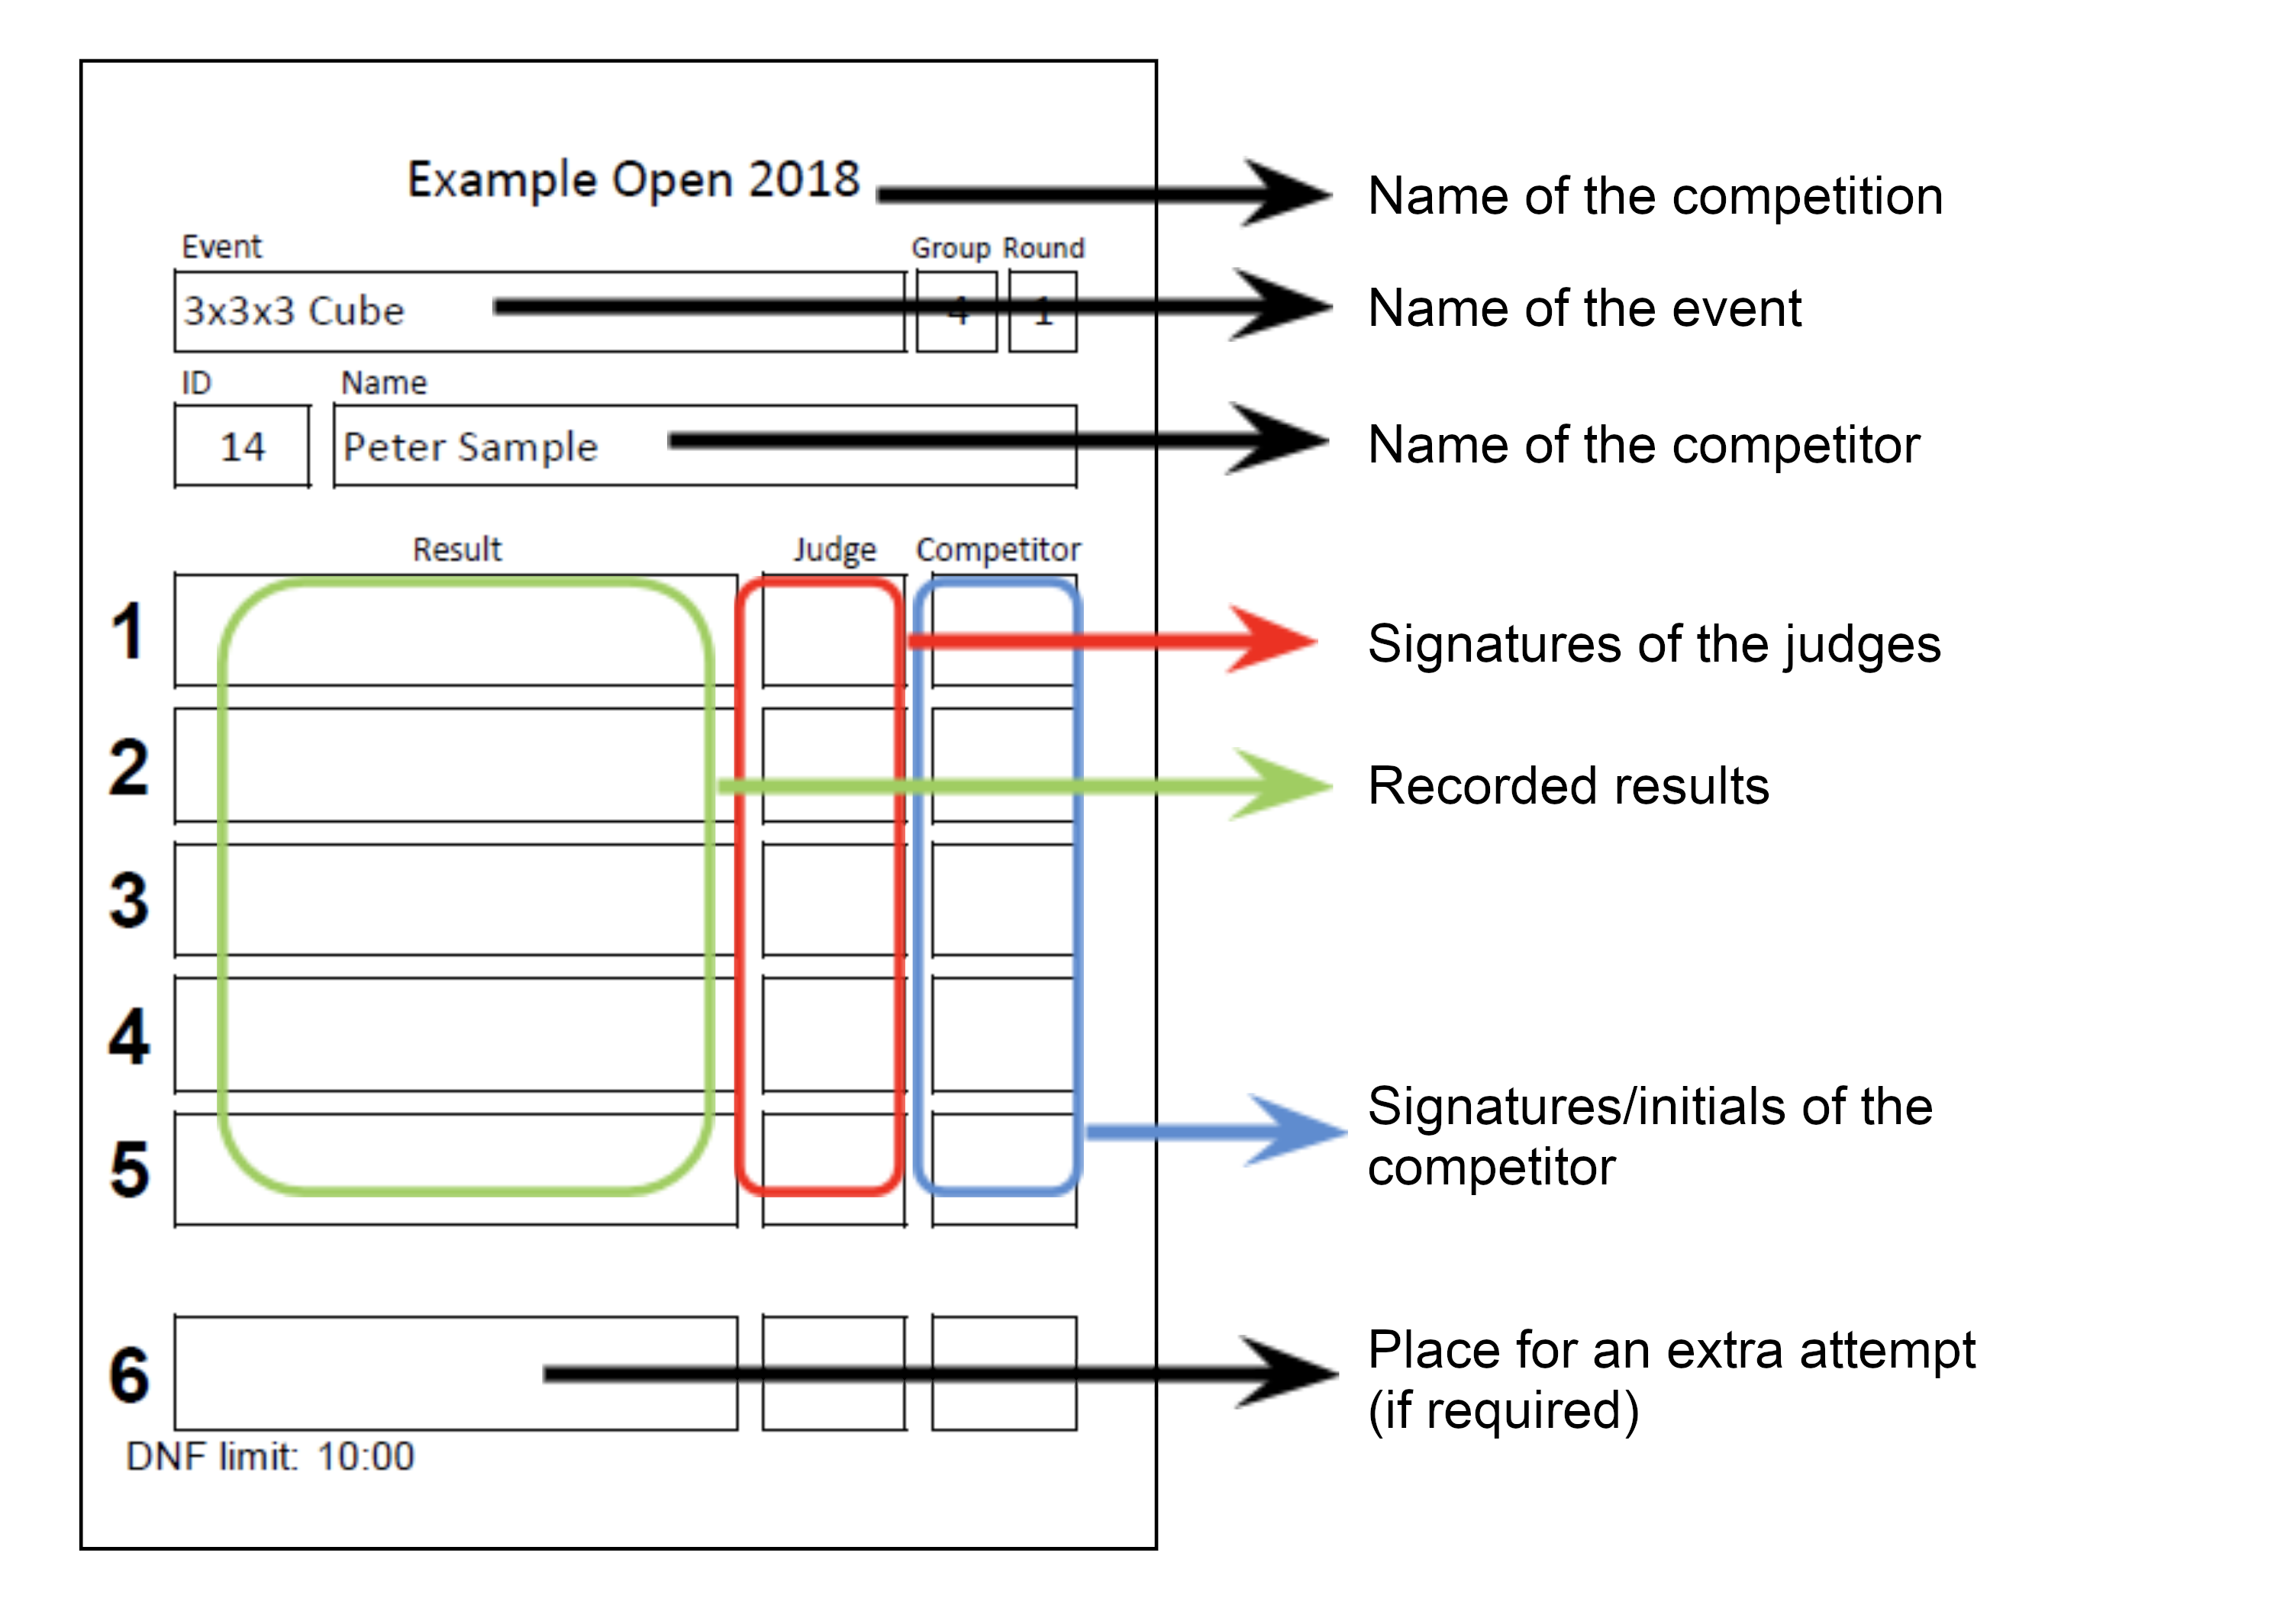 Example Open 2018
Name of the competition
Event Group Round
3x3x3 Cube 4 1
Name of the event
ID Name
14 Peter Sample
Name of the competitor
Result Judge Competitor
1
Signatures of the judges
2
Recorded results
3
4
5
Signatures/initials of the
competitor
6
Place for an extra attempt
(if required)
DNF limit: 10:00